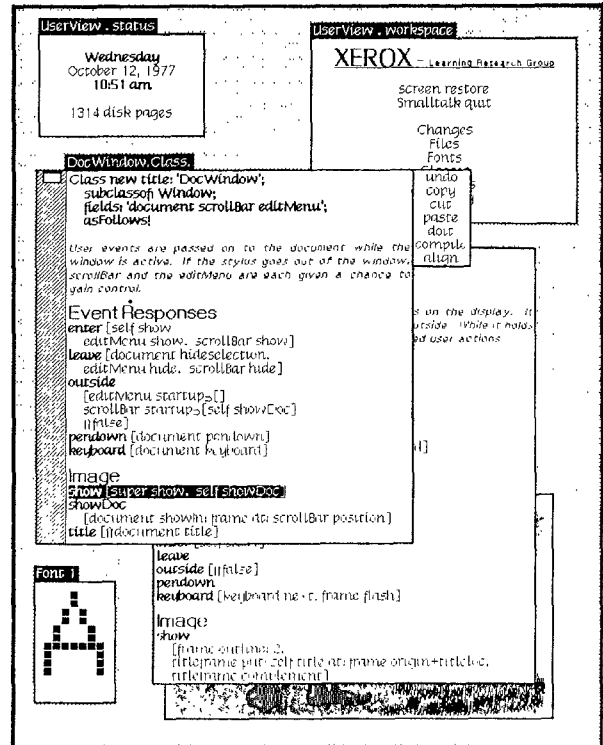 UserView . status
Wednesday
October 12, 1977
10:51 am
1314 disk pages
UserView . workspace
XEROX - Learning Research Group
screen restore
Smalltalk quit
Changes
Files
Fonts
undo
copy
cut
paste
doit
compile
align
DocWindow.Class.
Class new title: 'DocWindow';
subclassof: Window;
fields: 'document scrollBar editMenu';
asFollows!
User events are passed on to the document while the
window is active. If the stylus goes out of the window,
scrollBar and the editMenu are each given a chance to
gain control.
Event Responses
enter [self show
editMenu show. scrollBar show]
leave [document hideselection.
editMenu hide. scrollBar hide]
outside
[editMenu startup⊃[]
scrollBar startup⊃[self showDoc]
⇑false]
pendown [document pendown]
keyboard [document keyboard]
Image
show [super show. self showDoc]
showDoc
[document showin: frame at: scrollBar position]
title [⇑document title]
s on the display. It
utside. While it holds
ed user actions
d]
leave
outside [⇑false]
pendown
keyboard [keyboard next. frame flash]
Image
show
[frame outline: 2.
titleframe put: self title at: frame origin+titleloc.
titleframe complement]
Font 1
A